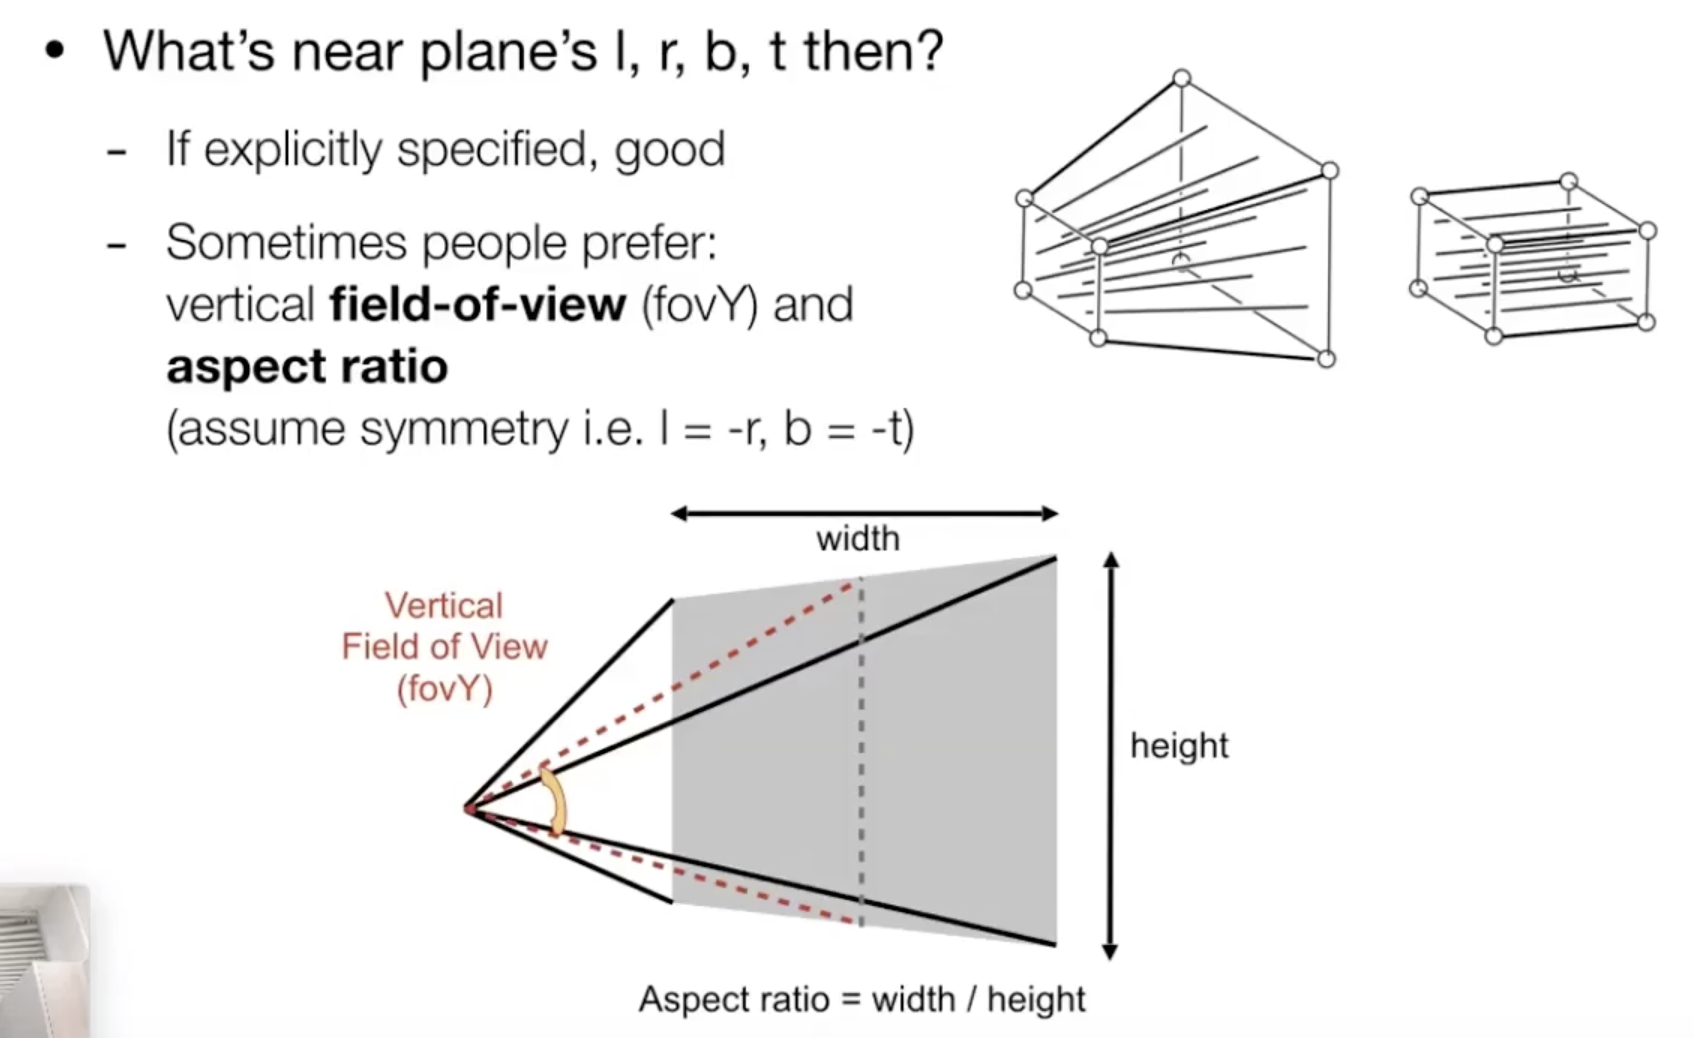 • What's near plane's l, r, b, t then?
- If explicitly specified, good
- Sometimes people prefer:
vertical field-of-view (fovY) and
aspect ratio
(assume symmetry i.e. l = -r, b = -t)
width
Vertical
Field of View
(fovY)
height
Aspect ratio = width / height